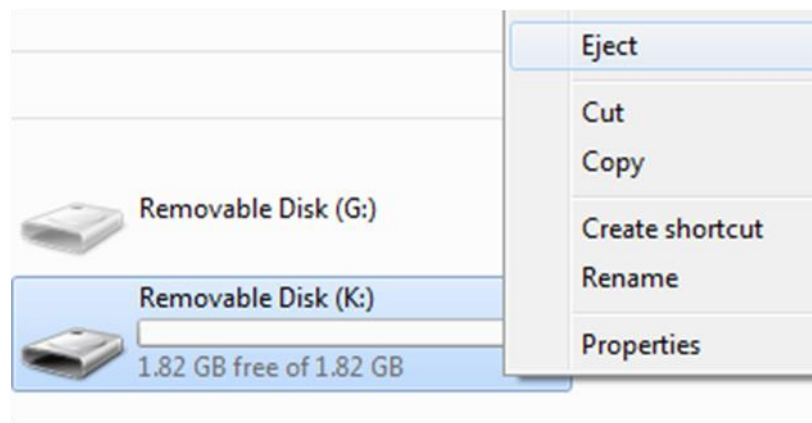 Removable Disk (G:)
Removable Disk (K:)
1.82 GB free of 1.82 GB
Eject
Cut
Copy
Create shortcut
Rename
Properties